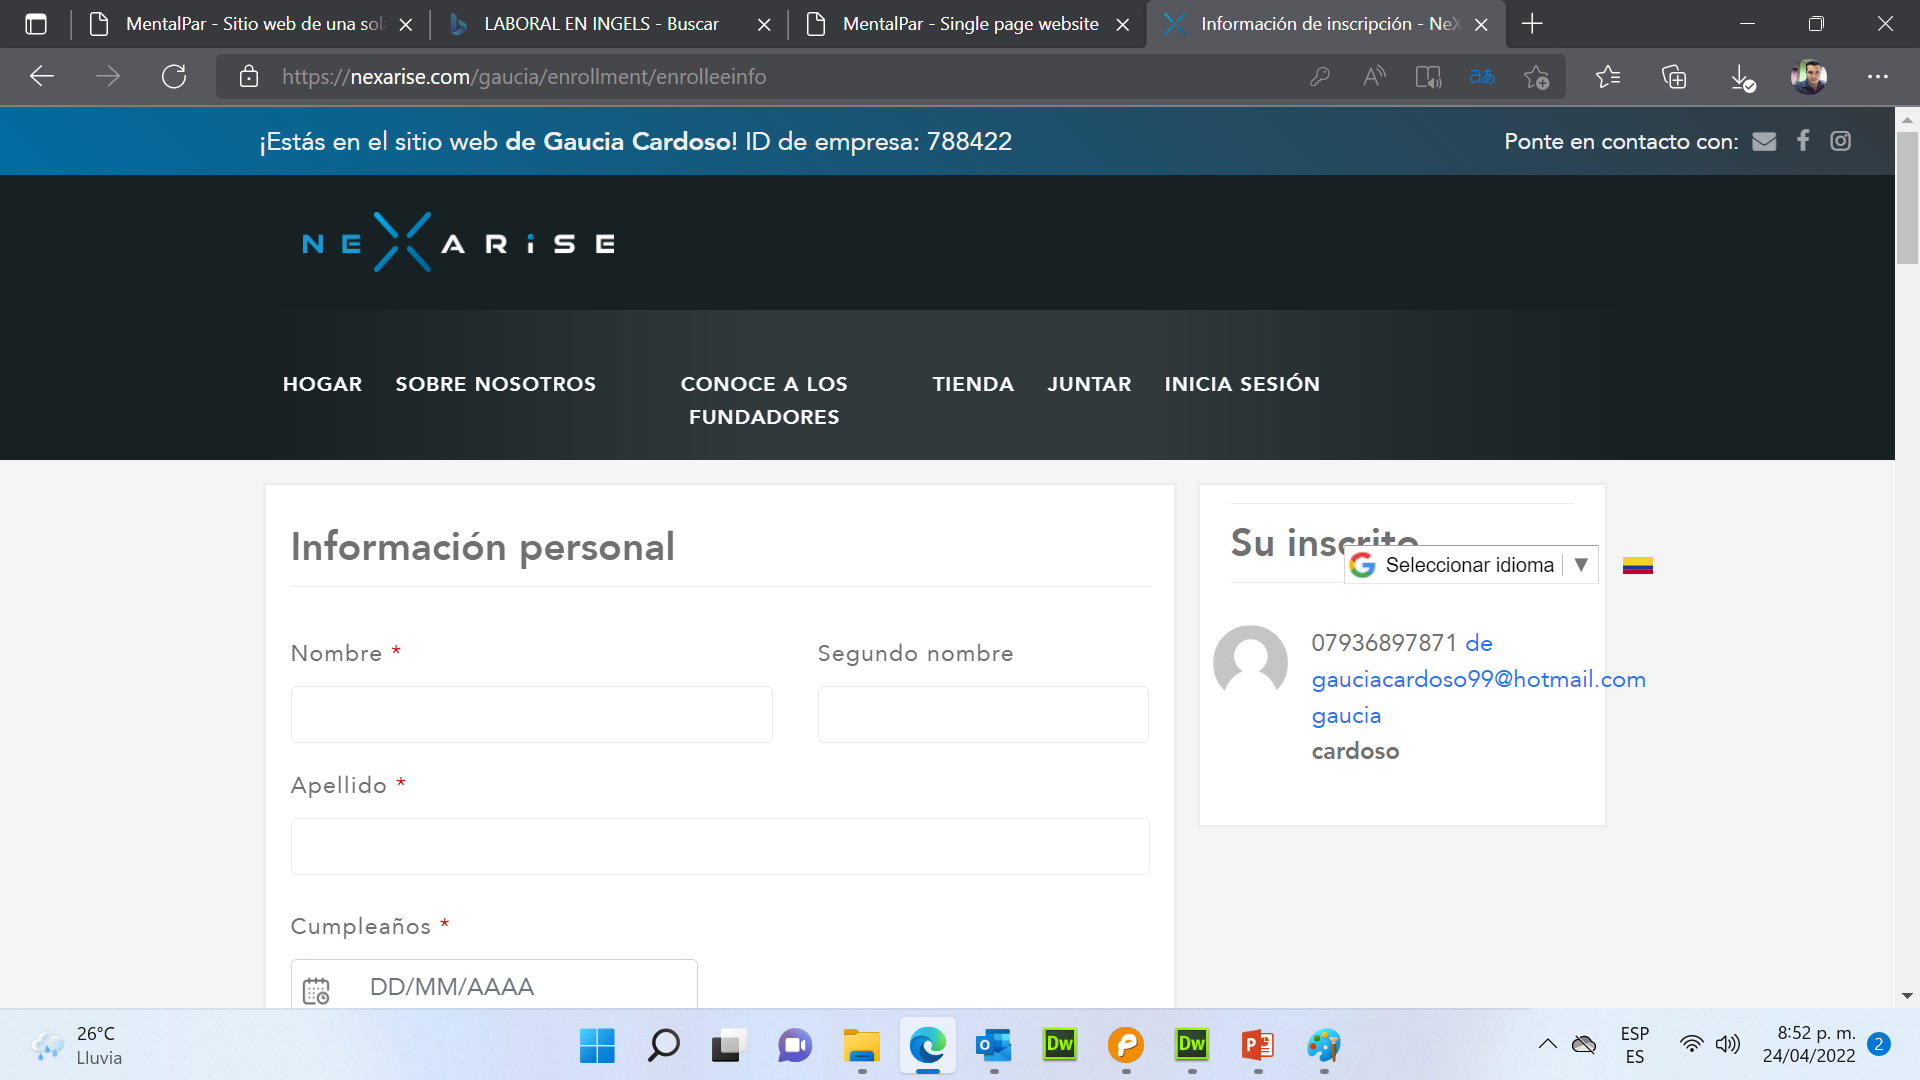 MentalPar - Sitio web de una sol
LABORAL EN INGELS - Buscar
MentalPar - Single page website
Información de inscripción - NeX
https://nexarise.com/gaucia/enrollment/enrolleeinfo
¡Estás en el sitio web de Gaucia Cardoso! ID de empresa: 788422
Ponte en contacto con:
NEXARISE
HOGAR
SOBRE NOSOTROS
CONOCE A LOS
FUNDADORES
TIENDA
JUNTAR
INICIA SESIÓN
Información personal
Nombre *
Segundo nombre
Apellido *
Cumpleaños *
DD/MM/AAAA
Su inscrito
Seleccionar idioma
07936897871 de
gauciacardoso99@hotmail.com
gaucia
cardoso
26°C
Lluvia
ESP
ES
8:52 p. m.
24/04/2022
2